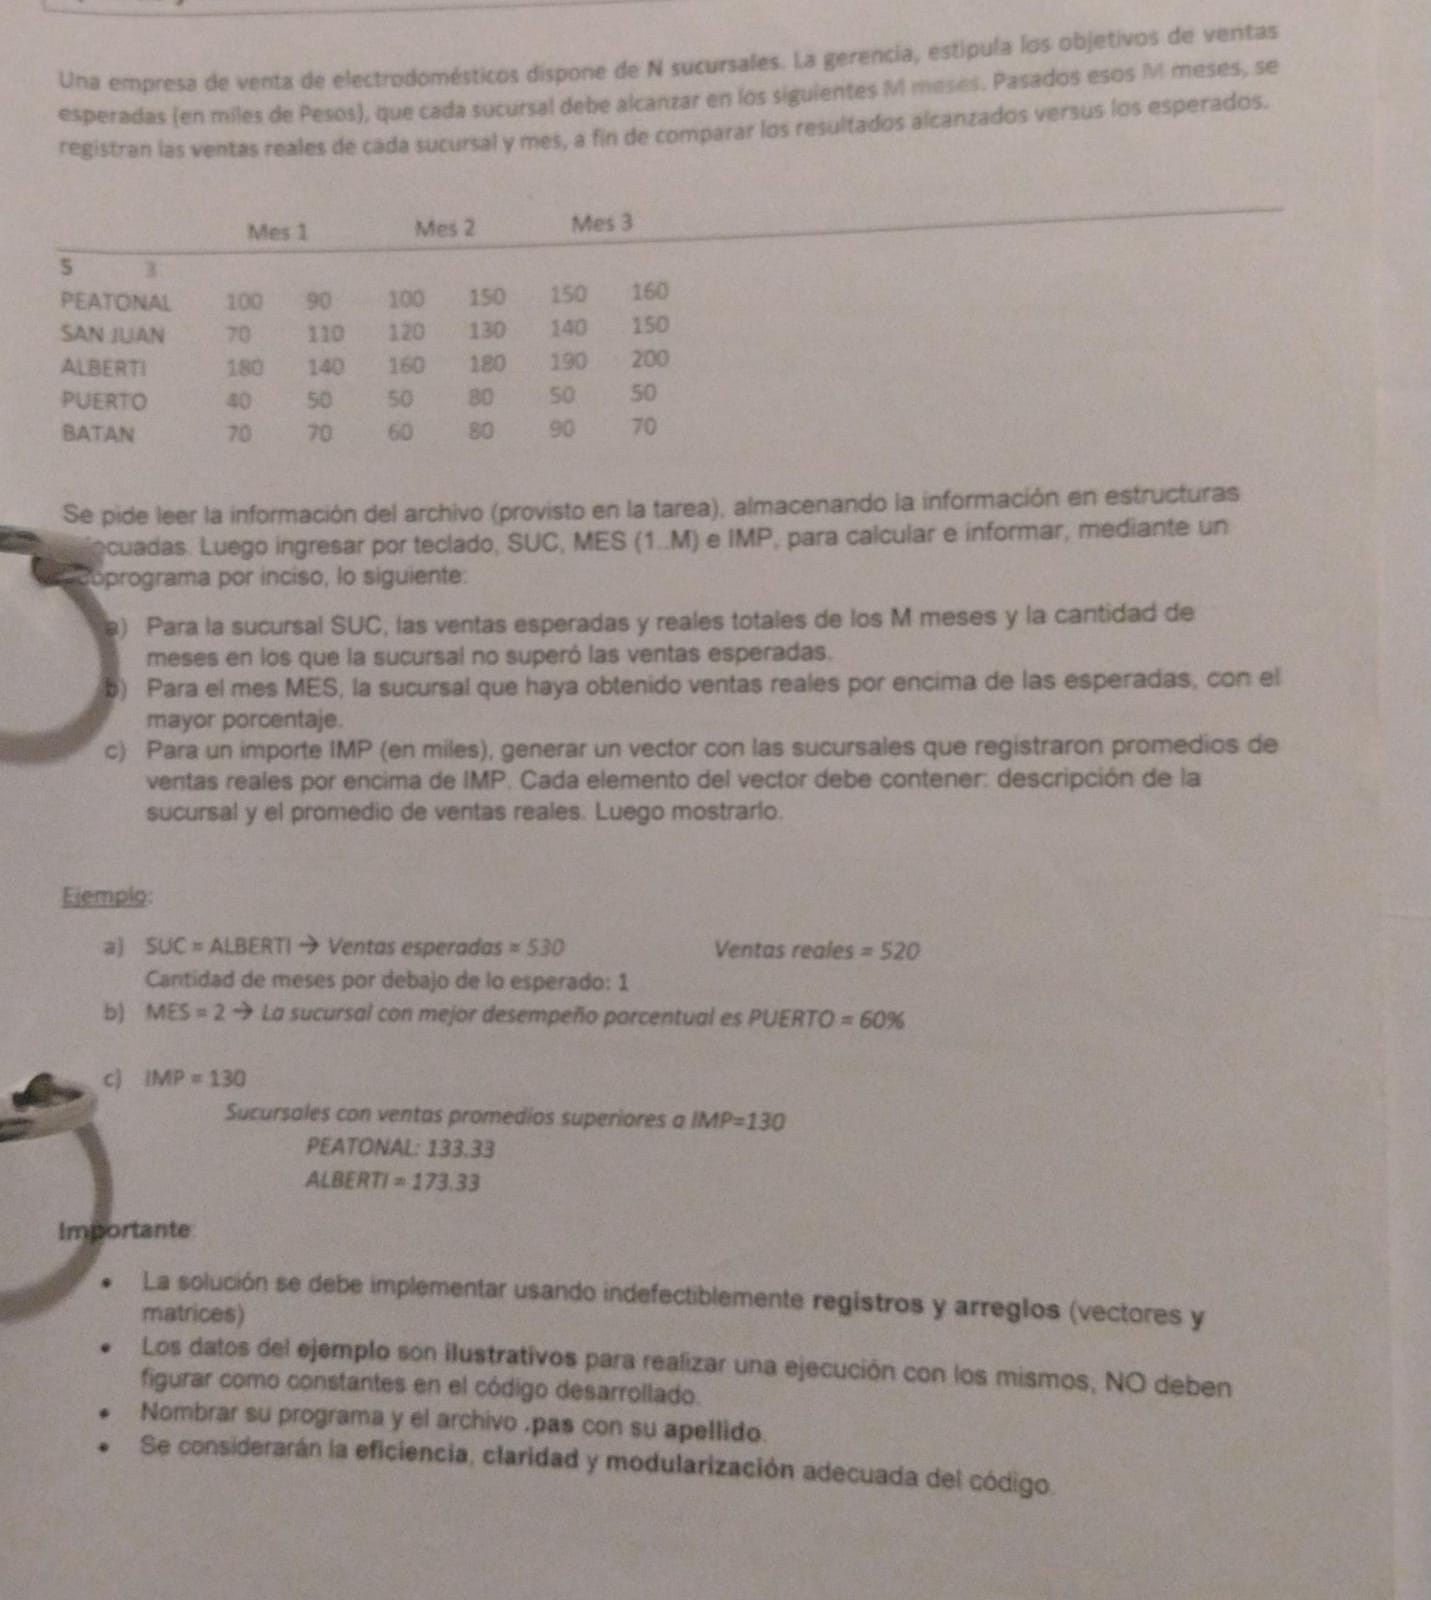 Una empresa de venta de electrodomésticos dispone de N sucursales. La gerencia, estipula los objetivos de ventas
esperadas (en miles de Pesos), que cada sucursal debe alcanzar en los siguientes M meses. Pasados esos M meses, se
registran las ventas reales de cada sucursal y mes, a fin de comparar los resultados alcanzados versus los esperados.
Mes 1 Mes 2 Mes 3
5 3
PEATONAL 100 90 100 150 150 160
SAN JUAN 70 110 120 130 140 150
ALBERTI 180 140 160 180 190 200
PUERTO 40 50 50 80 50 50
BATAN 70 70 60 80 90 70
Se pide leer la información del archivo (provisto en la tarea), almacenando la información en estructuras
ecuadas. Luego ingresar por teclado, SUC, MES (1..M) e IMP, para calcular e informar, mediante un
programa por inciso, lo siguiente:
a) Para la sucursal SUC, las ventas esperadas y reales totales de los M meses y la cantidad de
meses en los que la sucursal no superó las ventas esperadas.
b) Para el mes MES, la sucursal que haya obtenido ventas reales por encima de las esperadas, con el
mayor porcentaje.
c) Para un importe IMP (en miles), generar un vector con las sucursales que registraron promedios de
ventas reales por encima de IMP. Cada elemento del vector debe contener: descripción de la
sucursal y el promedio de ventas reales. Luego mostrarlo.
Ejemplo:
a) SUC = ALBERTI → Ventas esperadas = 530 Ventas reales = 520
Cantidad de meses por debajo de lo esperado: 1
b) MES = 2 → La sucursal con mejor desempeño porcentual es PUERTO = 60%
c) IMP = 130
Sucursales con ventas promedios superiores a IMP=130
PEATONAL: 133.33
ALBERTI = 173.33
Importante:
• La solución se debe implementar usando indefectiblemente registros y arreglos (vectores y
matrices)
• Los datos del ejemplo son ilustrativos para realizar una ejecución con los mismos, NO deben
figurar como constantes en el código desarrollado.
• Nombrar su programa y el archivo .pas con su apellido.
• Se considerarán la eficiencia, claridad y modularización adecuada del código.